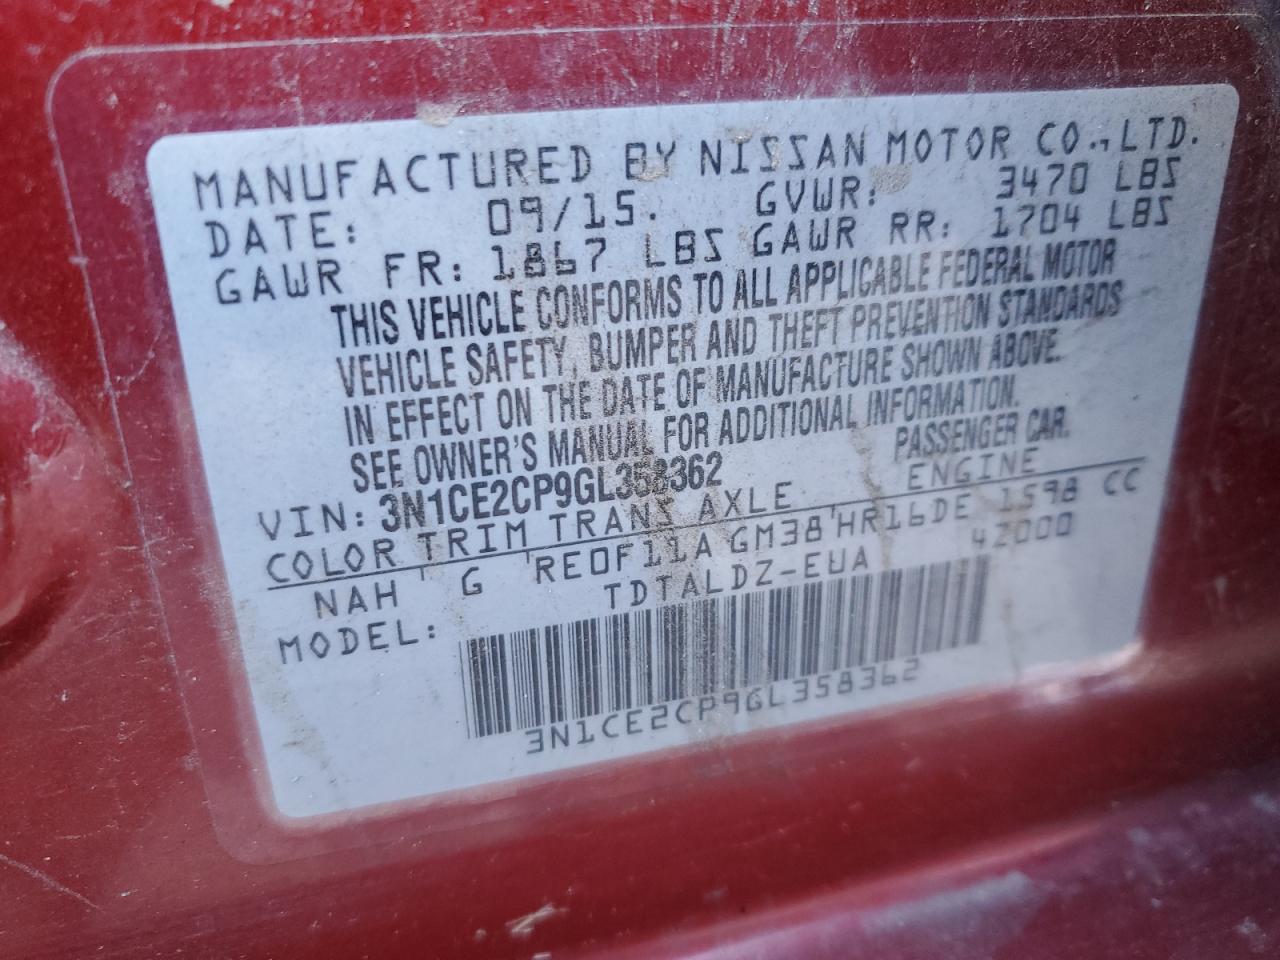 MANUFACTURED BY NISSAN MOTOR CO.,LTD.
DATE: 09/15. GVWR: 3470 LBS
GAWR FR: 1867 LBS GAWR RR: 1704 LBS
THIS VEHICLE CONFORMS TO ALL APPLICABLE FEDERAL MOTOR
VEHICLE SAFETY, BUMPER AND THEFT PREVENTION STANDARDS
IN EFFECT ON THE DATE OF MANUFACTURE SHOWN ABOVE.
SEE OWNER'S MANUAL FOR ADDITIONAL INFORMATION.
VIN: 3N1CE2CP9GL358362 PASSENGER CAR.
COLOR TRIM TRANS AXLE ENGINE
NAH G RE0F11A GM38 HR16DE 1598 CC
MODEL: TDTALDZ-EUA 42000
3N1CE2CP9GL358362